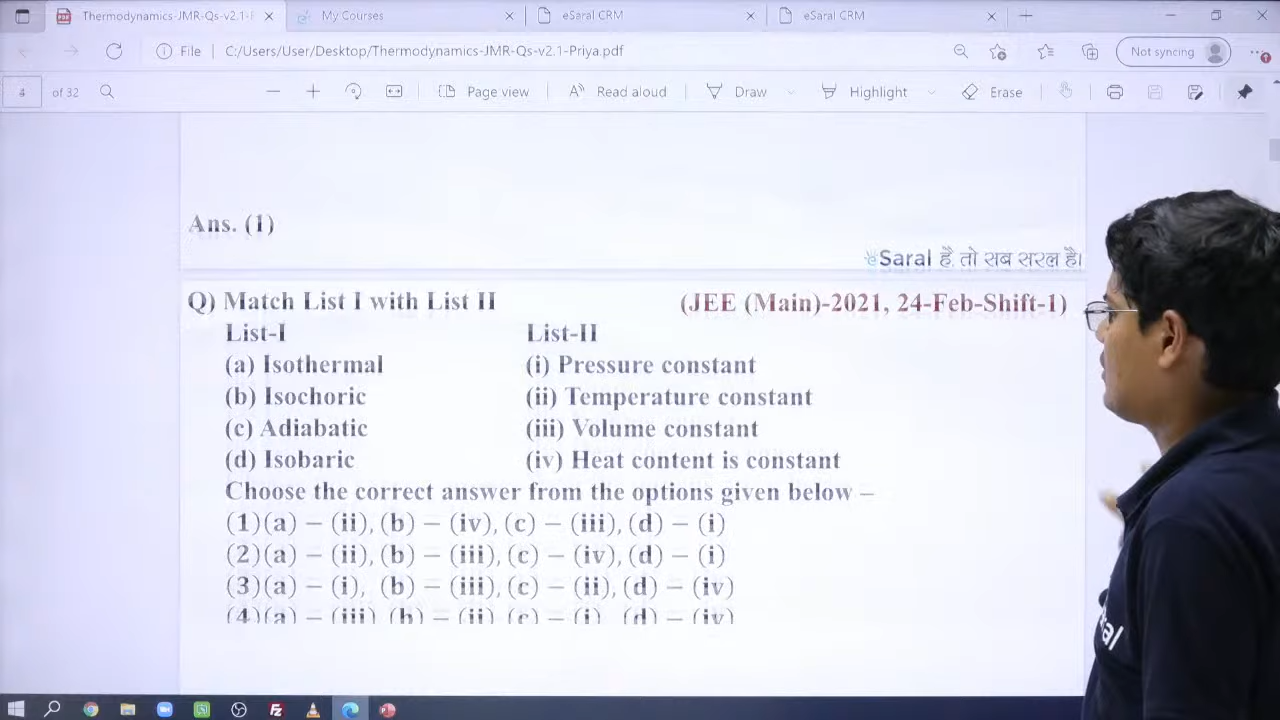 Thermodynamics-JMR-Qs-v2.1-F
My Courses
eSaral CRM
eSaral CRM
File
C:/Users/User/Desktop/Thermodynamics-JMR-Qs-v2.1-Priya.pdf
Not syncing
4 of 32
Page view
Read aloud
Draw
Highlight
Erase
Ans. (1)
eSaral है, तो सब सरल है।
Q) Match List I with List II (JEE (Main)-2021, 24-Feb-Shift-1)
List-I List-II
(a) Isothermal (i) Pressure constant
(b) Isochoric (ii) Temperature constant
(c) Adiabatic (iii) Volume constant
(d) Isobaric (iv) Heat content is constant
Choose the correct answer from the options given below –
(1)(a) – (ii), (b) – (iv), (c) – (iii), (d) – (i)
(2)(a) – (ii), (b) – (iii), (c) – (iv), (d) – (i)
(3)(a) – (i), (b) – (iii), (c) – (ii), (d) – (iv)
(4)(a) – (iii) (b) – (ii) (c) – (i) (d) – (iv)